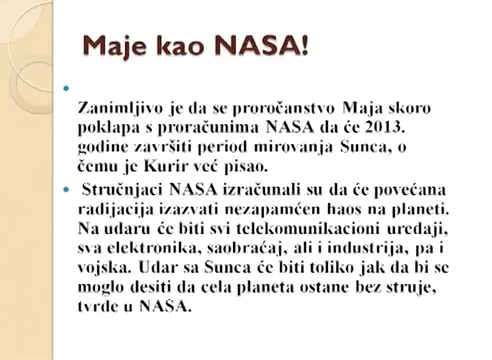 Maje kao NASA!
Zanimljivo je da se proročanstvo Maja skoro
poklapa s proračunima NASA da će 2013.
godine završiti period mirovanja Sunca, o
čemu je Kurir već pisao.
Stručnjaci NASA izračunali su da će povećana
radijacija izazvati nezapamćen haos na planeti.
Na udaru će biti svi telekomunikacioni uređaji,
sva elektronika, saobraćaj, ali i industrija, pa i
vojska. Udar sa Sunca će biti toliko jak da bi se
moglo desiti da cela planeta ostane bez struje,
tvrde u NASA.